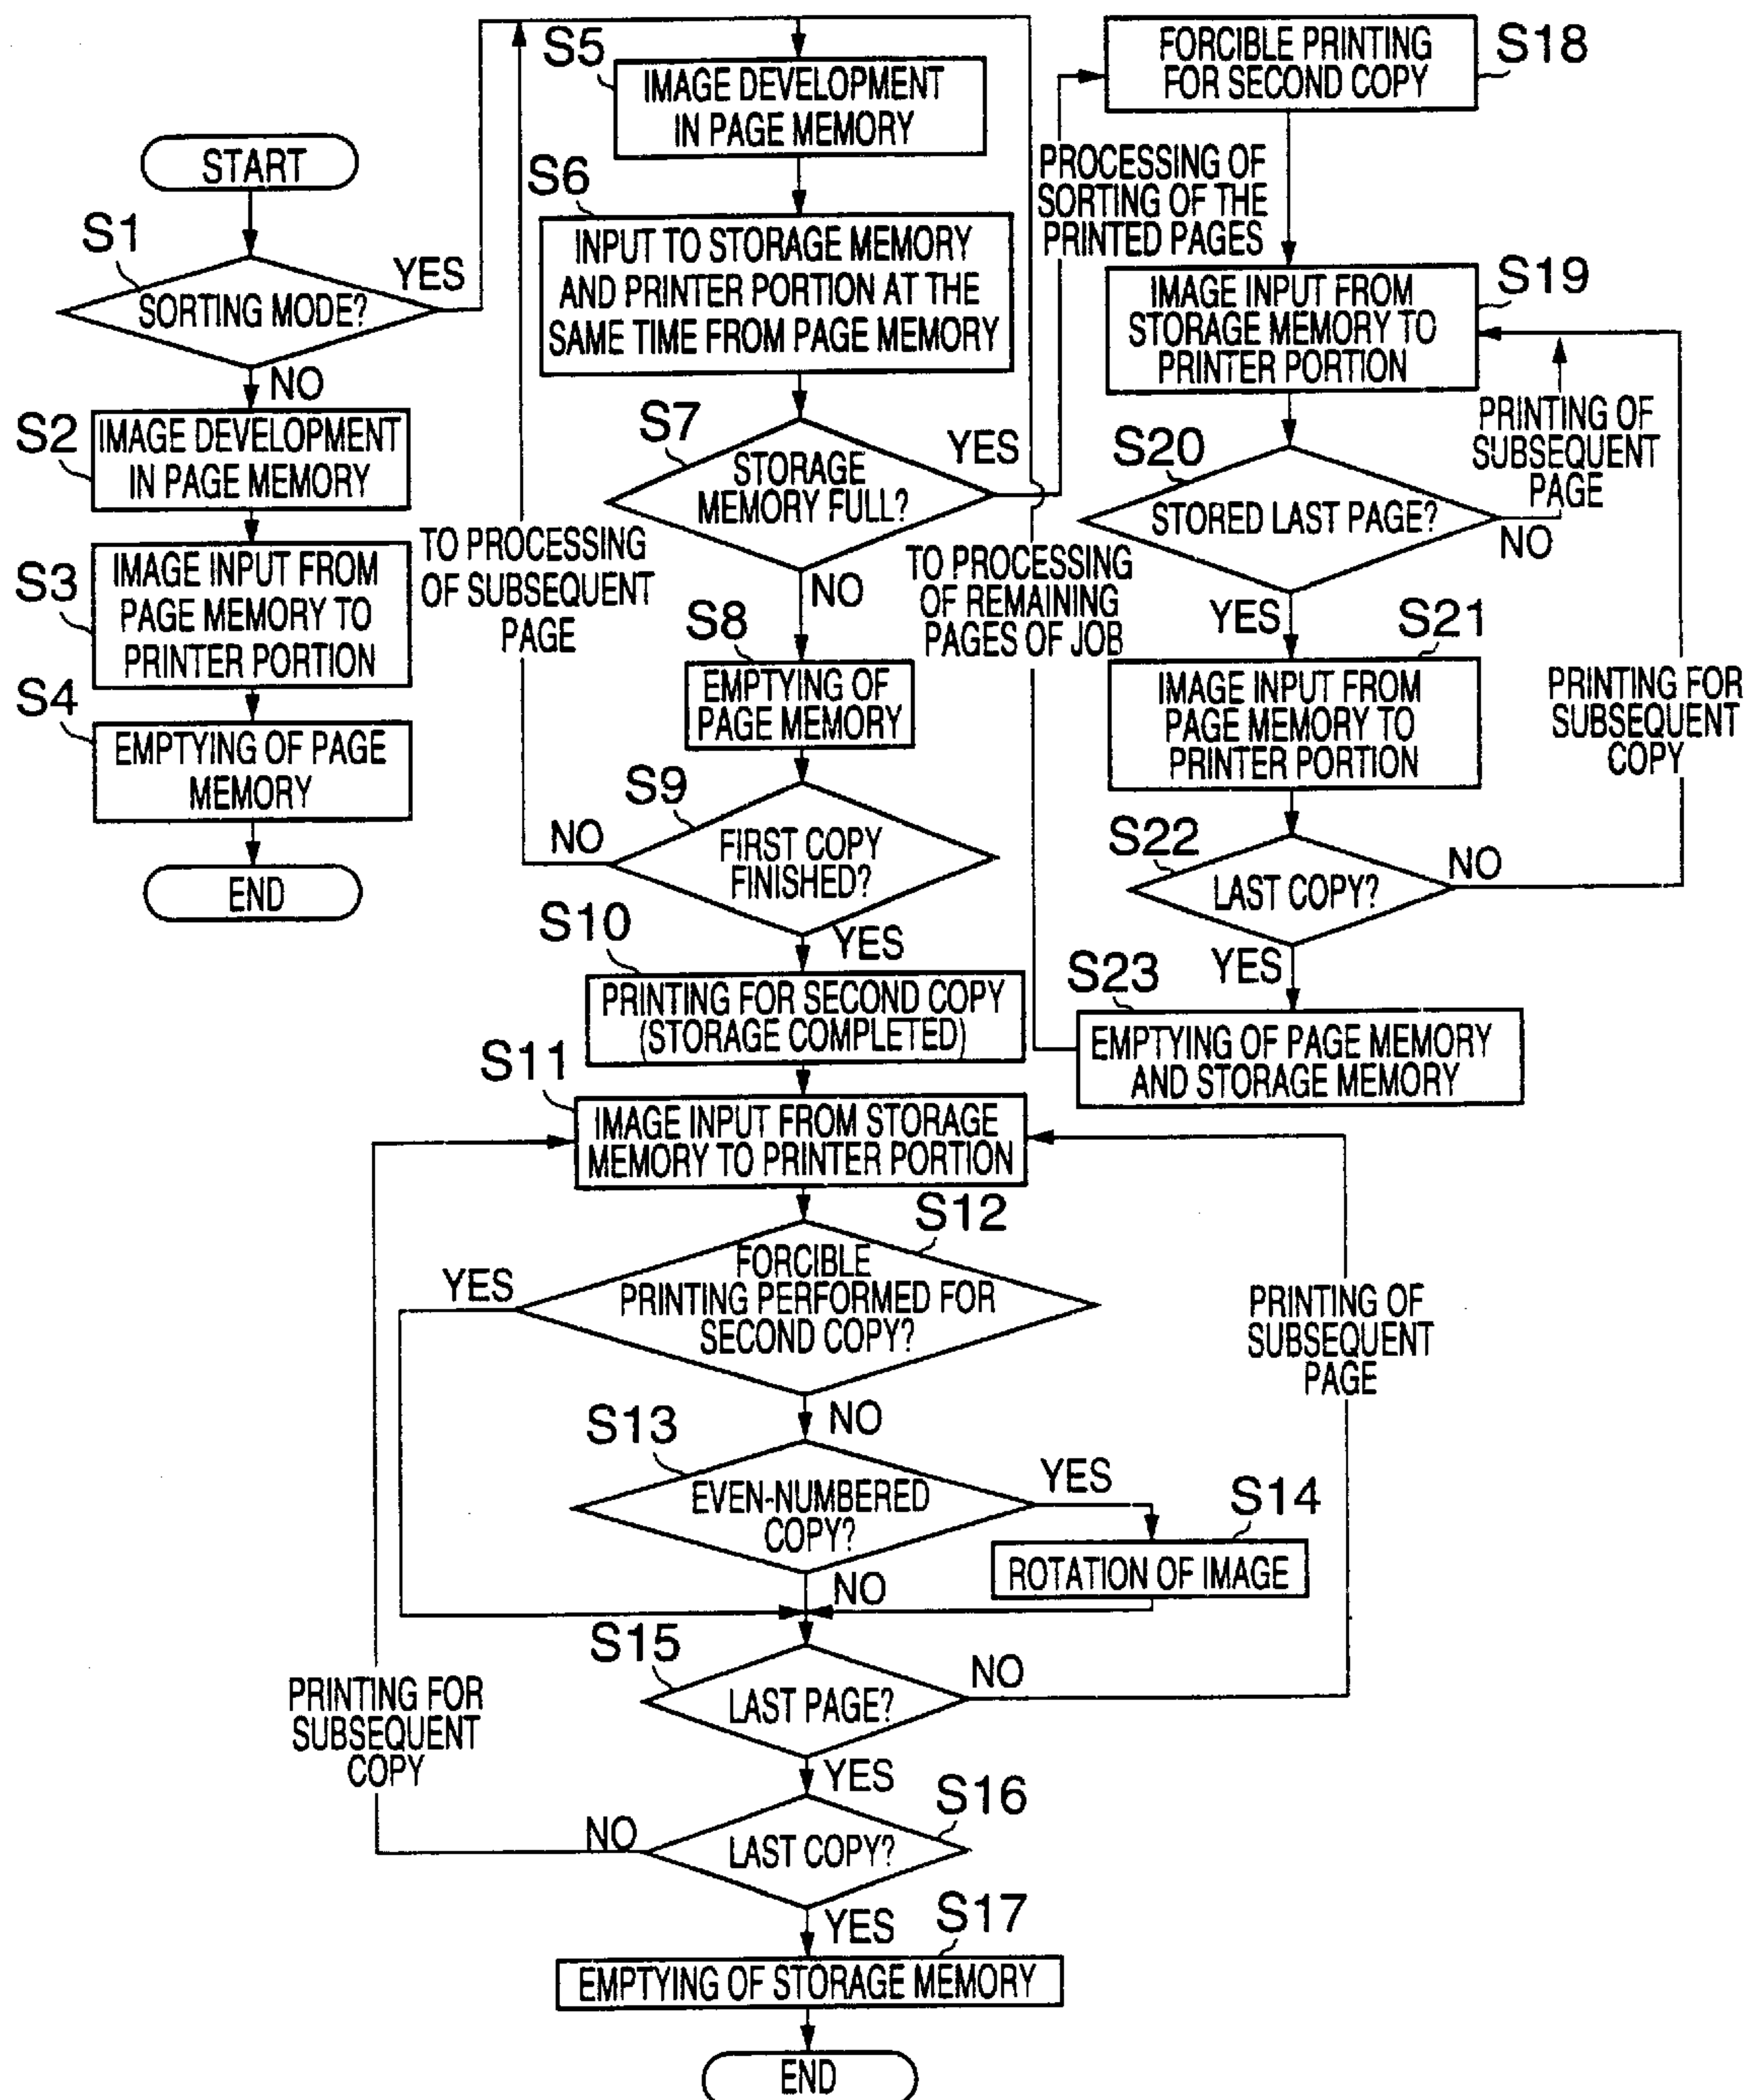 START
S1
SORTING MODE?
YES
NO
S2
IMAGE DEVELOPMENT
IN PAGE MEMORY
S3
IMAGE INPUT FROM
PAGE MEMORY TO
PRINTER PORTION
S4
EMPTYING OF PAGE
MEMORY
END
TO PROCESSING
OF SUBSEQUENT
PAGE
S5
IMAGE DEVELOPMENT
IN PAGE MEMORY
S6
INPUT TO STORAGE MEMORY
AND PRINTER PORTION AT THE
SAME TIME FROM PAGE MEMORY
S7
STORAGE
MEMORY FULL?
YES
NO
S8
EMPTYING OF
PAGE MEMORY
S9
FIRST COPY
FINISHED?
NO
YES
S10
PRINTING FOR SECOND COPY
(STORAGE COMPLETED)
S11
IMAGE INPUT FROM STORAGE
MEMORY TO PRINTER PORTION
S12
FORCIBLE
PRINTING PERFORMED FOR
SECOND COPY?
YES
NO
S13
EVEN-NUMBERED
COPY?
YES
NO
S14
ROTATION OF IMAGE
S15
LAST PAGE?
NO
YES
PRINTING OF
SUBSEQUENT
PAGE
S16
LAST COPY?
NO
YES
PRINTING FOR
SUBSEQUENT
COPY
S17
EMPTYING OF STORAGE MEMORY
END
PROCESSING OF
SORTING OF THE
PRINTED PAGES
S18
FORCIBLE PRINTING
FOR SECOND COPY
S19
IMAGE INPUT FROM
STORAGE MEMORY TO
PRINTER PORTION
S20
STORED LAST PAGE?
NO
YES
PRINTING OF
SUBSEQUENT
PAGE
S21
IMAGE INPUT FROM
PAGE MEMORY TO
PRINTER PORTION
S22
LAST COPY?
NO
YES
PRINTING FOR
SUBSEQUENT
COPY
S23
EMPTYING OF PAGE MEMORY
AND STORAGE MEMORY
TO PROCESSING
OF REMAINING
PAGES OF JOB